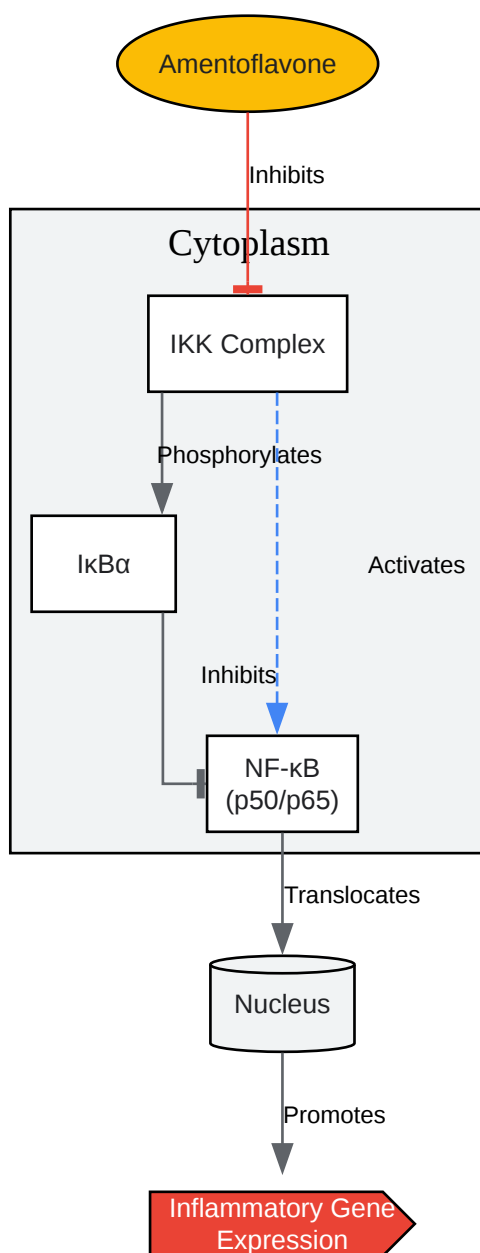 Amentoflavone
Inhibits
Cytoplasm
IKK Complex
Phosphorylates
IκBα
Activates
Inhibits
NF-κB
(p50/p65)
Translocates
Nucleus
Promotes
Inflammatory Gene
Expression